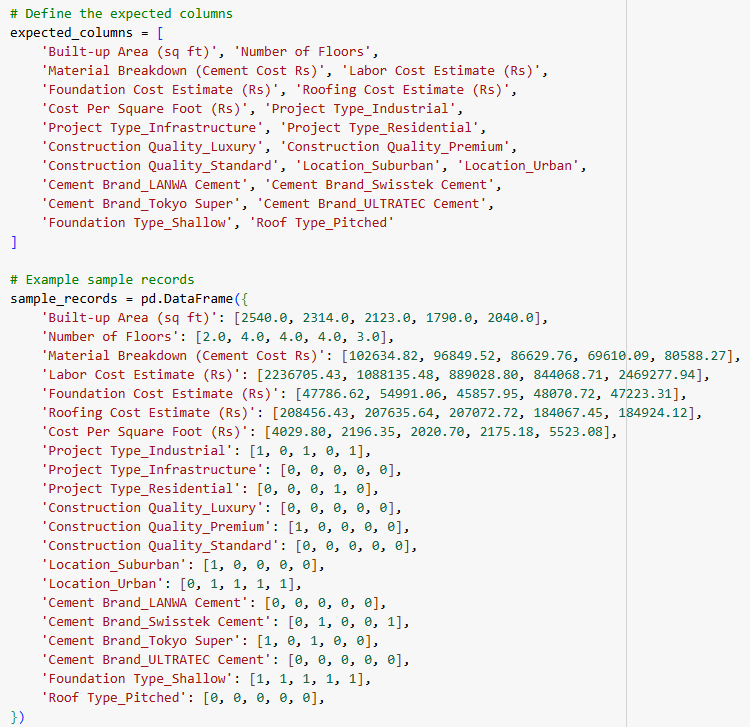 # Define the expected columns
expected_columns = [
    'Built-up Area (sq ft)', 'Number of Floors',
    'Material Breakdown (Cement Cost Rs)', 'Labor Cost Estimate (Rs)',
    'Foundation Cost Estimate (Rs)', 'Roofing Cost Estimate (Rs)',
    'Cost Per Square Foot (Rs)', 'Project Type_Industrial',
    'Project Type_Infrastructure', 'Project Type_Residential',
    'Construction Quality_Luxury', 'Construction Quality_Premium',
    'Construction Quality_Standard', 'Location_Suburban', 'Location_Urban',
    'Cement Brand_LANWA Cement', 'Cement Brand_Swisstek Cement',
    'Cement Brand_Tokyo Super', 'Cement Brand_ULTRATEC Cement',
    'Foundation Type_Shallow', 'Roof Type_Pitched'
]

# Example sample records
sample_records = pd.DataFrame({
    'Built-up Area (sq ft)': [2540.0, 2314.0, 2123.0, 1790.0, 2040.0],
    'Number of Floors': [2.0, 4.0, 4.0, 4.0, 3.0],
    'Material Breakdown (Cement Cost Rs)': [102634.82, 96849.52, 86629.76, 69610.09, 80588.27],
    'Labor Cost Estimate (Rs)': [2236705.43, 1088135.48, 889028.80, 844068.71, 2469277.94],
    'Foundation Cost Estimate (Rs)': [47786.62, 54991.06, 45857.95, 48070.72, 47223.31],
    'Roofing Cost Estimate (Rs)': [208456.43, 207635.64, 207072.72, 184067.45, 184924.12],
    'Cost Per Square Foot (Rs)': [4029.80, 2196.35, 2020.70, 2175.18, 5523.08],
    'Project Type_Industrial': [1, 0, 1, 0, 1],
    'Project Type_Infrastructure': [0, 0, 0, 0, 0],
    'Project Type_Residential': [0, 0, 0, 1, 0],
    'Construction Quality_Luxury': [0, 0, 0, 0, 0],
    'Construction Quality_Premium': [1, 0, 0, 0, 0],
    'Construction Quality_Standard': [0, 0, 0, 0, 0],
    'Location_Suburban': [1, 0, 0, 0, 0],
    'Location_Urban': [0, 1, 1, 1, 1],
    'Cement Brand_LANWA Cement': [0, 0, 0, 0, 0],
    'Cement Brand_Swisstek Cement': [0, 1, 0, 0, 1],
    'Cement Brand_Tokyo Super': [1, 0, 1, 0, 0],
    'Cement Brand_ULTRATEC Cement': [0, 0, 0, 0, 0],
    'Foundation Type_Shallow': [1, 1, 1, 1, 1],
    'Roof Type_Pitched': [0, 0, 0, 0, 0],
})